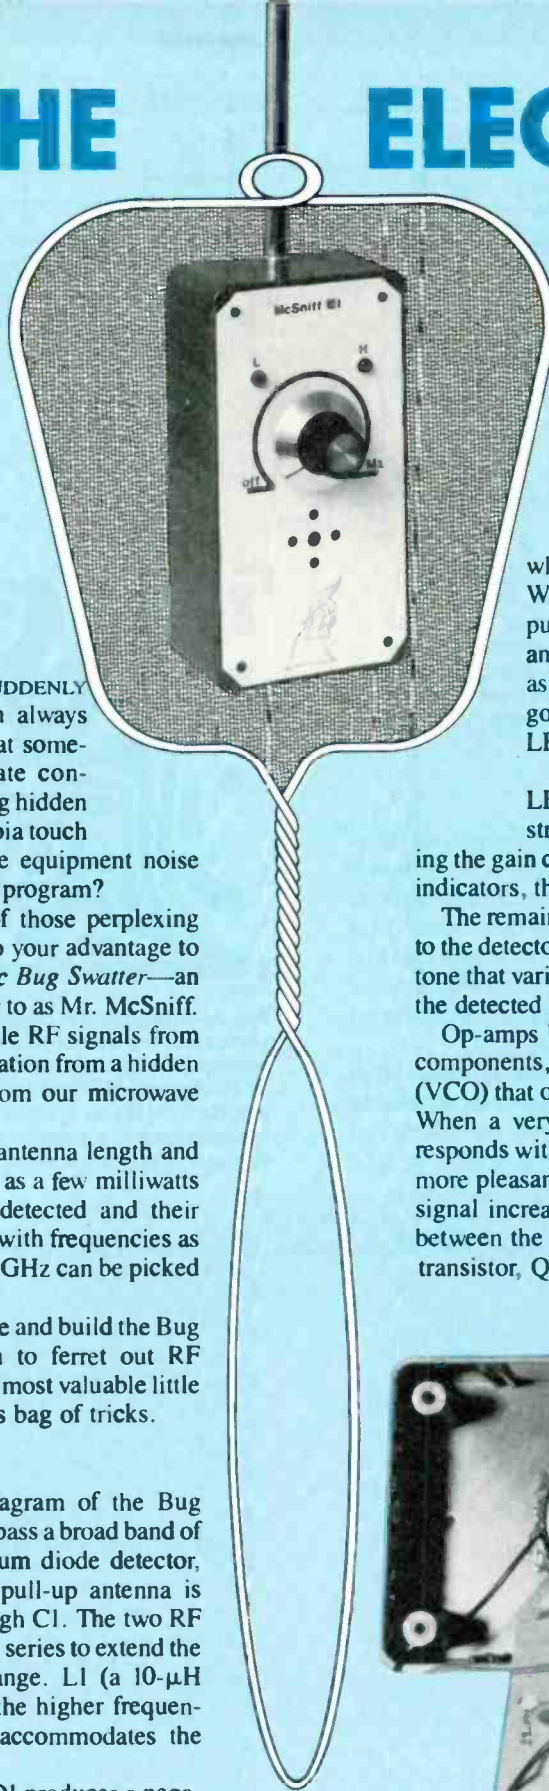 HE
ELEC
McSniff
L
H
off
UDDENLY
always
at some-
ate con-
g hidden
bia touch
e equipment noise
program?
f those perplexing
o your advantage to
c Bug Swatter—an
to as Mr. McSniff.
le RF signals from
ation from a hidden
om our microwave
antenna length and
as a few milliwatts
detected and their
with frequencies as
GHz can be picked
e and build the Bug
to ferret out RF
most valuable little
s bag of tricks.
agram of the Bug
pass a broad band of
um diode detector,
pull-up antenna is
gh C1. The two RF
series to extend the
ange. L1 (a 10-μH
the higher frequen-
accommodates the
wh
W
pu
an
as
go
LE
LE
str
ing the gain c
indicators, th
The remain
to the detecto
tone that vari
the detected
Op-amps
components,
(VCO) that o
When a very
responds wit
more pleasan
signal increa
between the
transistor, Q